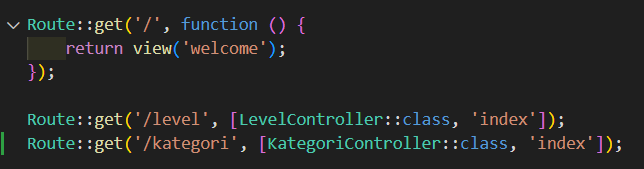 Route::get('/', function () {
    return view('welcome');
});

Route::get('/level', [LevelController::class, 'index']);
Route::get('/kategori', [KategoriController::class, 'index']);